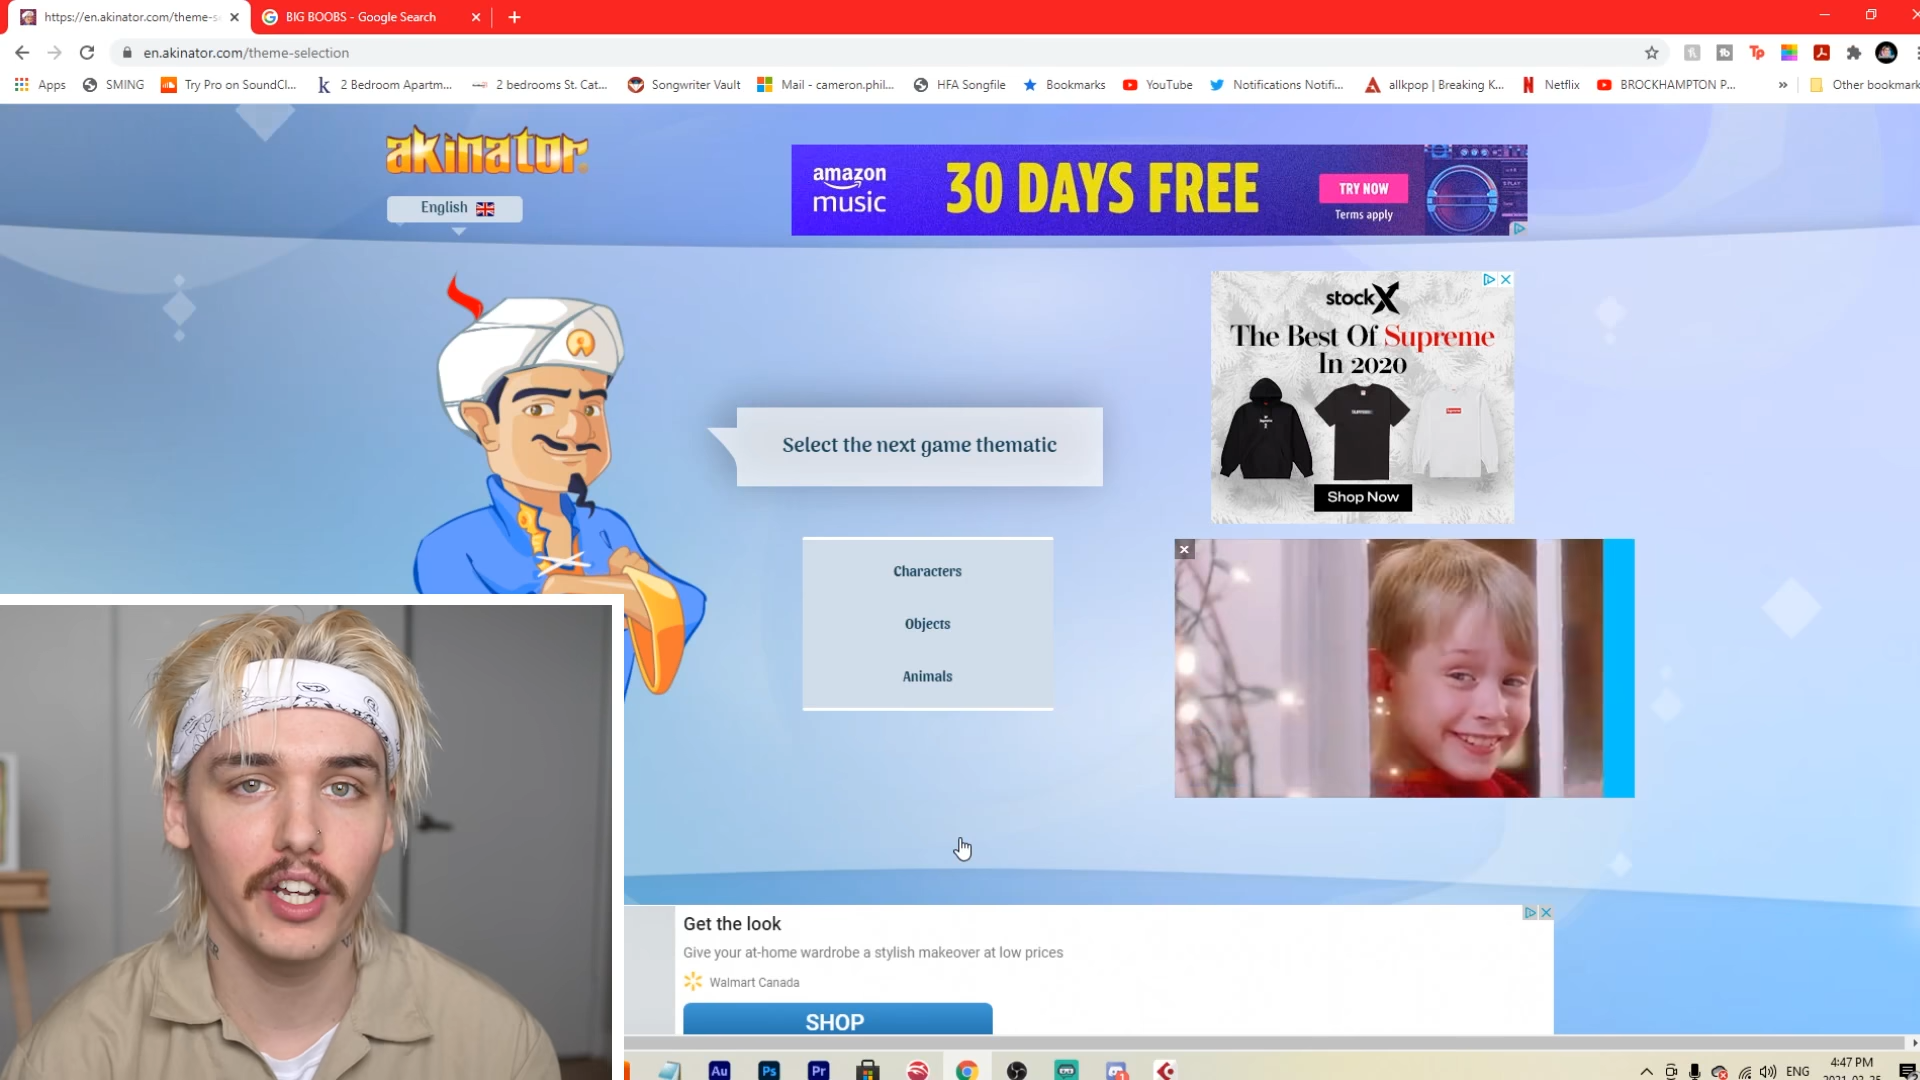 https://en.akinator.com/theme-s
BIG BOOBS - Google Search
en.akinator.com/theme-selection
Apps
SMING
Try Pro on SoundCl...
2 Bedroom Apartm...
2 bedrooms St. Cat...
Songwriter Vault
Mail - cameron.phil...
HFA Songfile
Bookmarks
YouTube
Notifications Notifi...
allkpop | Breaking K...
Netflix
BROCKHAMPTON P...
Other bookmark
akinator
English
amazon music
30 DAYS FREE
TRY NOW
Terms apply
stockX
The Best Of Supreme
In 2020
Shop Now
Select the next game thematic
Characters
Objects
Animals
Get the look
Give your at-home wardrobe a stylish makeover at low prices
Walmart Canada
SHOP
Au
Ps
Pr
ENG
4:47 PM